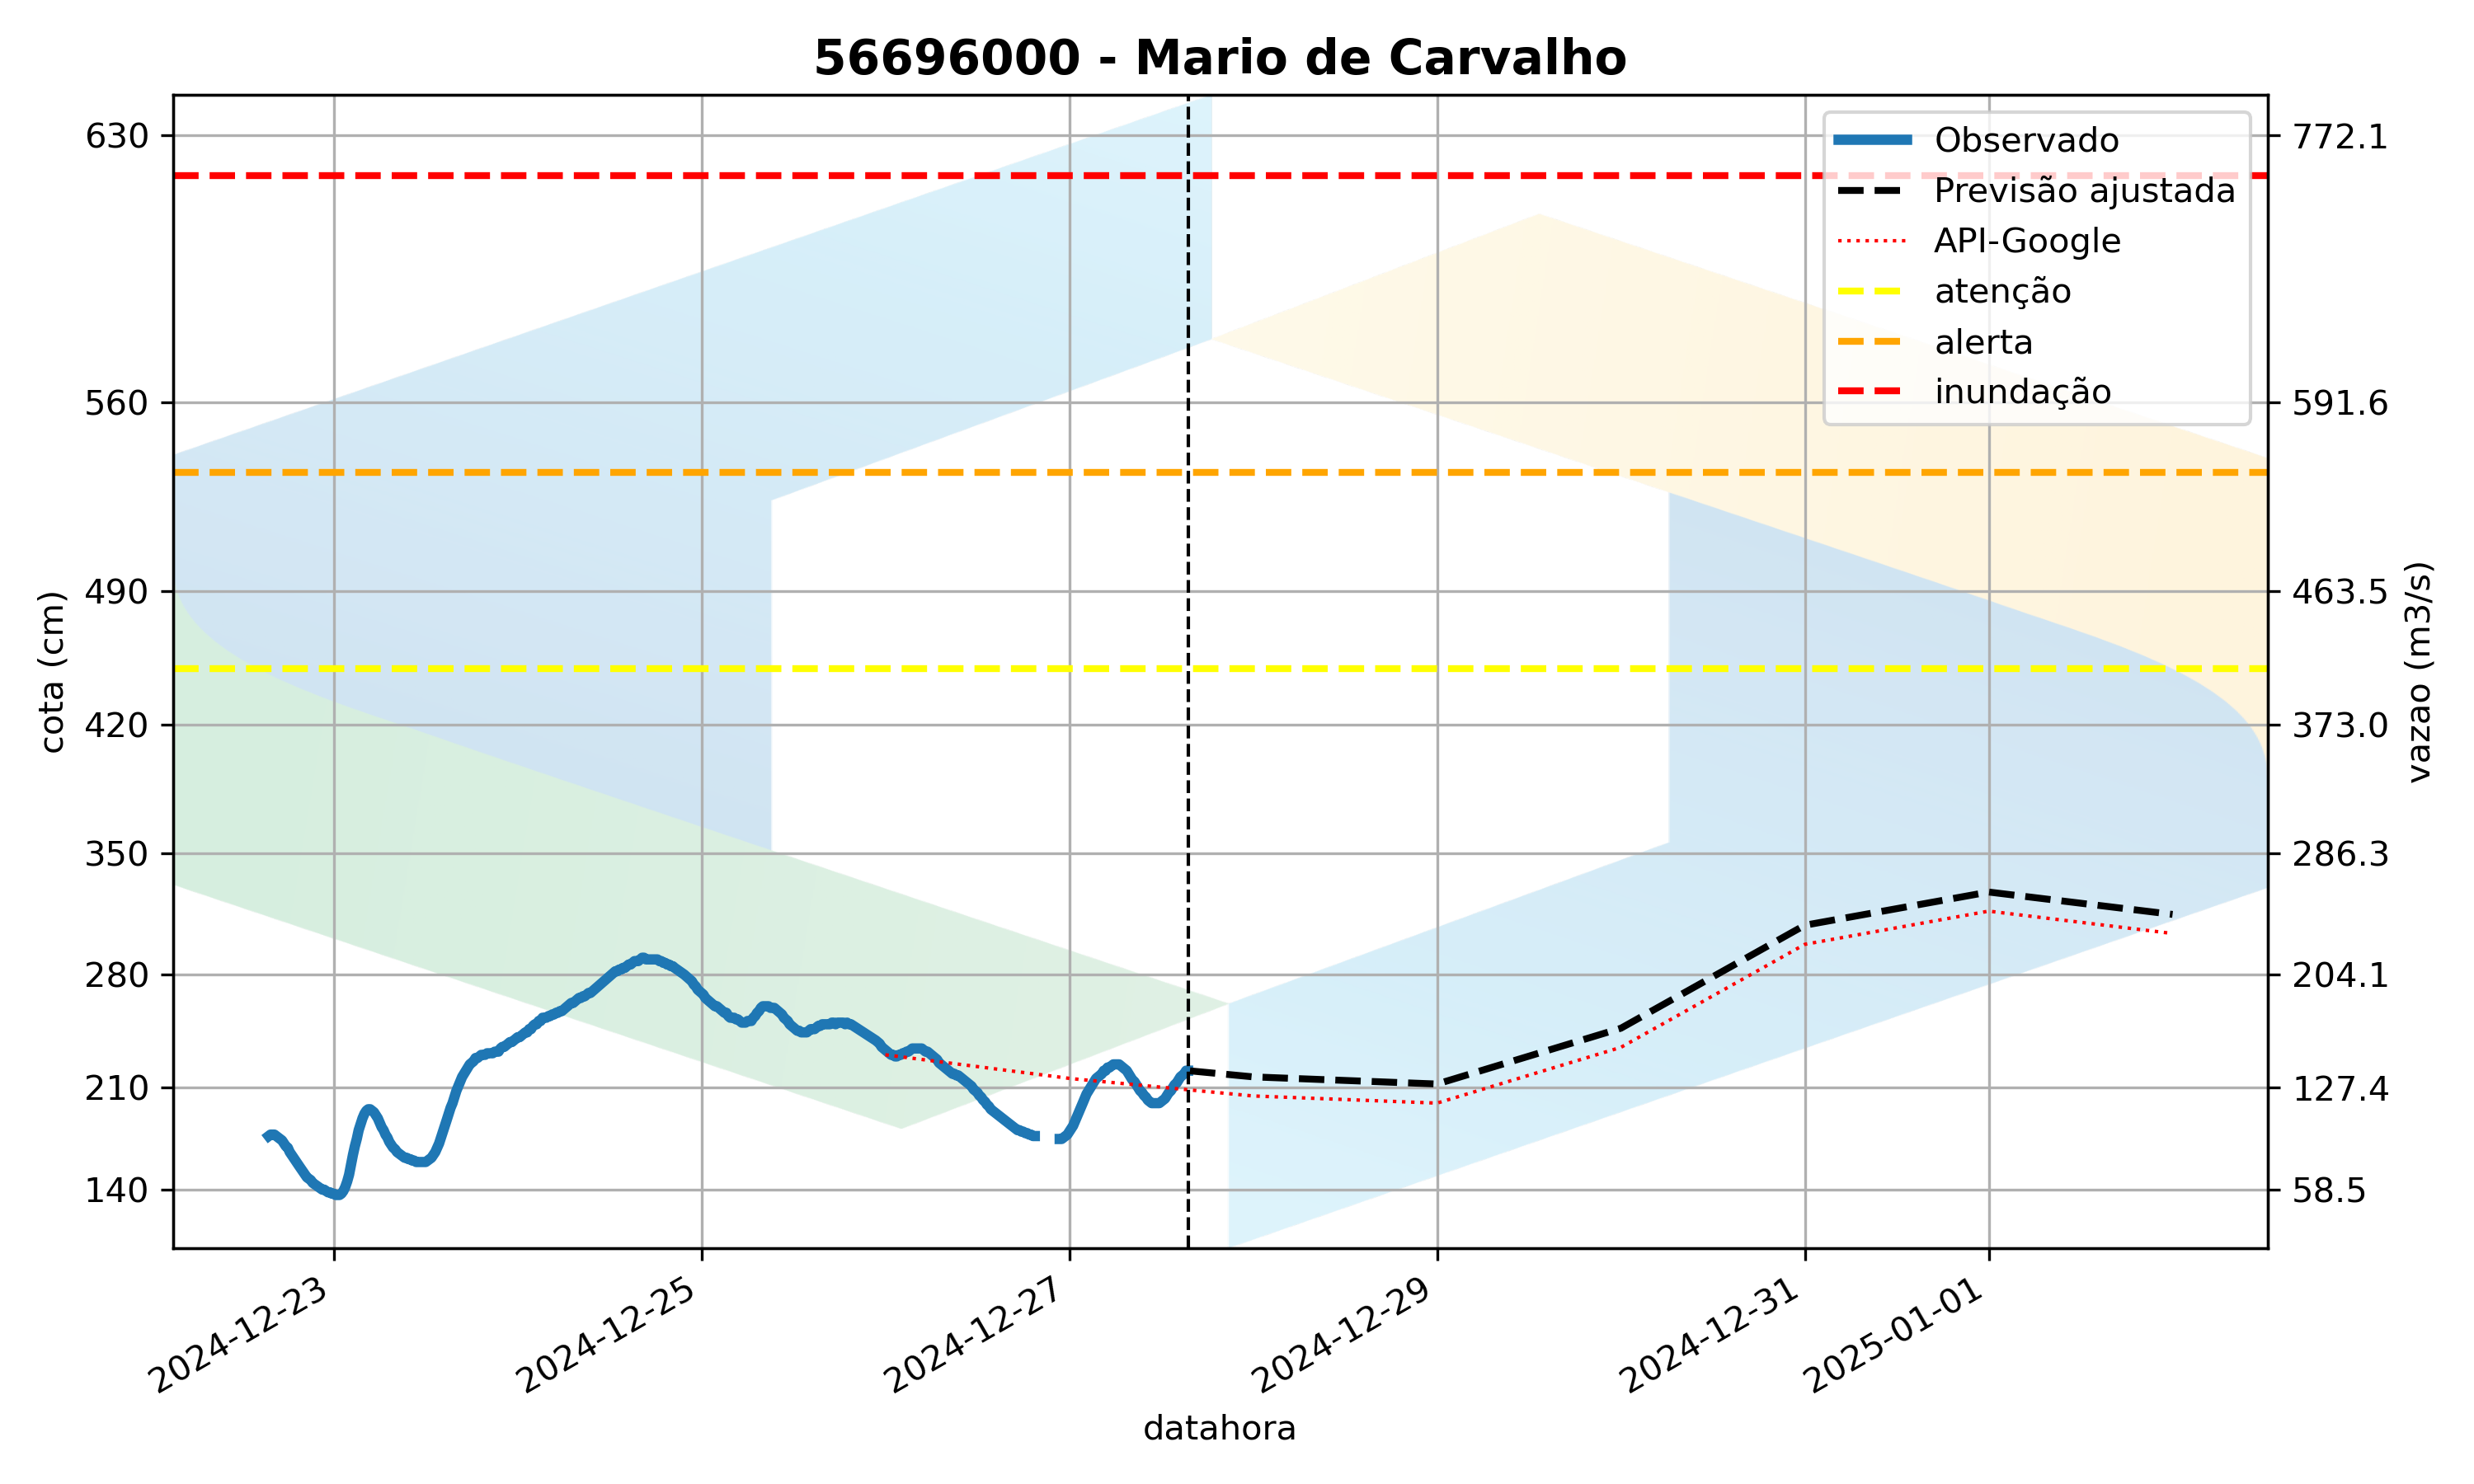 56696000 - Mario de Carvalho
630
560
490
420
350
280
210
140
cota (cm)
772.1
591.6
463.5
373.0
286.3
204.1
127.4
58.5
vazao (m3/s)
Observado
Previsão ajustada
API-Google
atenção
alerta
inundação
2024-12-23
2024-12-25
2024-12-27
2024-12-29
2024-12-31
2025-01-01
datahora